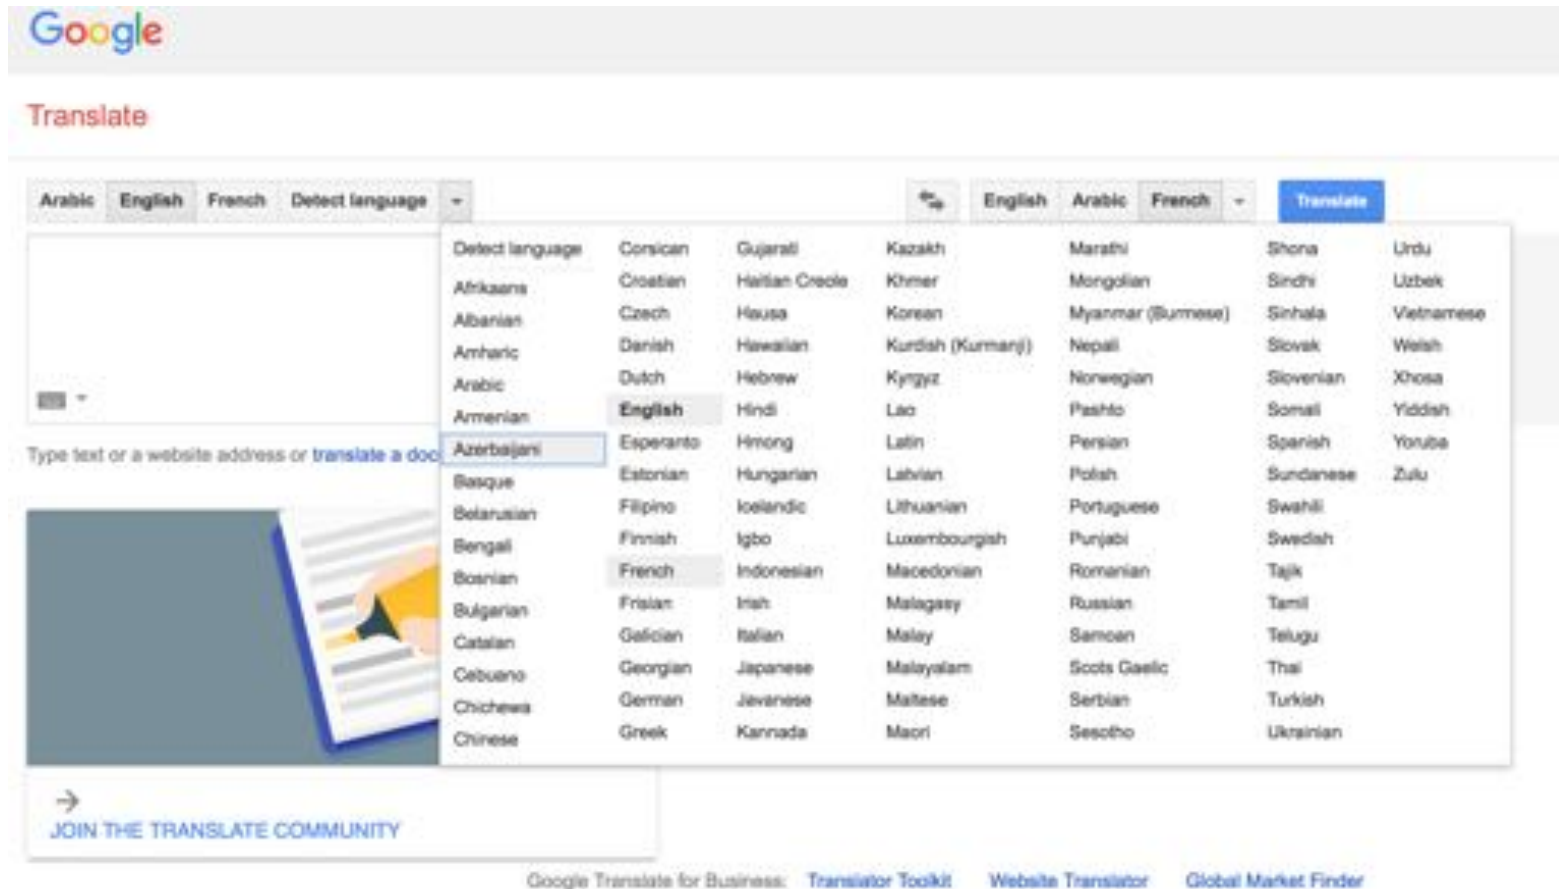 Google
Translate
Arabic English French Detect language
English Arabic French Translate
Detect language Corsican Gujarati Kazakh Marathi Shona Urdu
Afrikaans Croatian Haitian Creole Khmer Mongolian Sindhi Uzbek
Albanian Czech Hausa Korean Myanmar (Burmese) Sinhala Vietnamese
Amharic Danish Hawaiian Kurdish (Kurmanji) Nepali Slovak Welsh
Arabic Dutch Hebrew Kyrgyz Norwegian Slovenian Xhosa
Armenian English Hindi Lao Pashto Somali Yiddish
Azerbaijani Esperanto Hmong Latin Persian Spanish Yoruba
Basque Estonian Hungarian Latvian Polish Sundanese Zulu
Belarusian Filipino Icelandic Lithuanian Portuguese Swahili
Bengali Finnish Igbo Luxembourgish Punjabi Swedish
Bosnian French Indonesian Macedonian Romanian Tajik
Bulgarian Frisian Irish Malagasy Russian Tamil
Catalan Galician Italian Malay Samoan Telugu
Cebuano Georgian Japanese Malayalam Scots Gaelic Thai
Chichewa German Javanese Maltese Serbian Turkish
Chinese Greek Kannada Maori Sesotho Ukrainian
Type text or a website address or translate a doc
JOIN THE TRANSLATE COMMUNITY
Google Translate for Business: Translator Toolkit Website Translator Global Market Finder